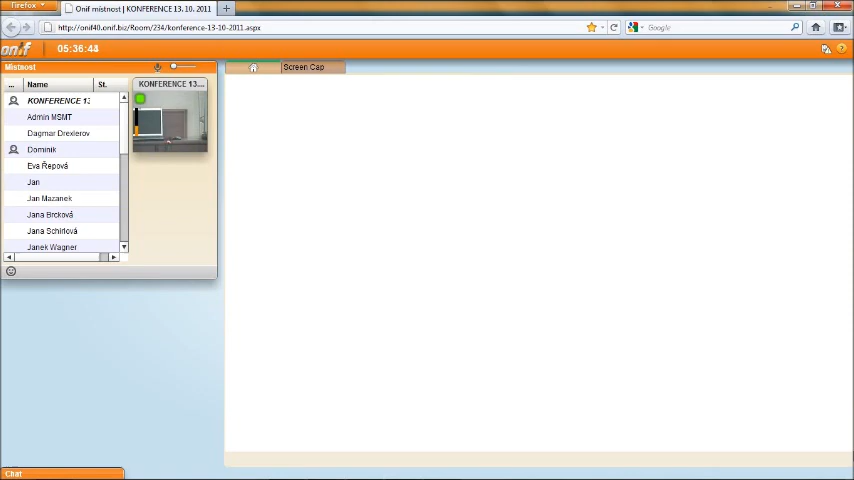 Firefox
Onif místnost | KONFERENCE 13. 10. 2011
http://onif40.onif.biz/Room/234/konference-13-10-2011.aspx
Google
onif
05:36:48
Místnost
... Name St.
KONFERENCE 13
Admin MSMT
Dagmar Drexlerov
Dominik
Eva Řepová
Jan
Jan Mazanek
Jana Brcková
Jana Schirlová
Janek Wagner
KONFERENCE 13....
Screen Cap
Chat